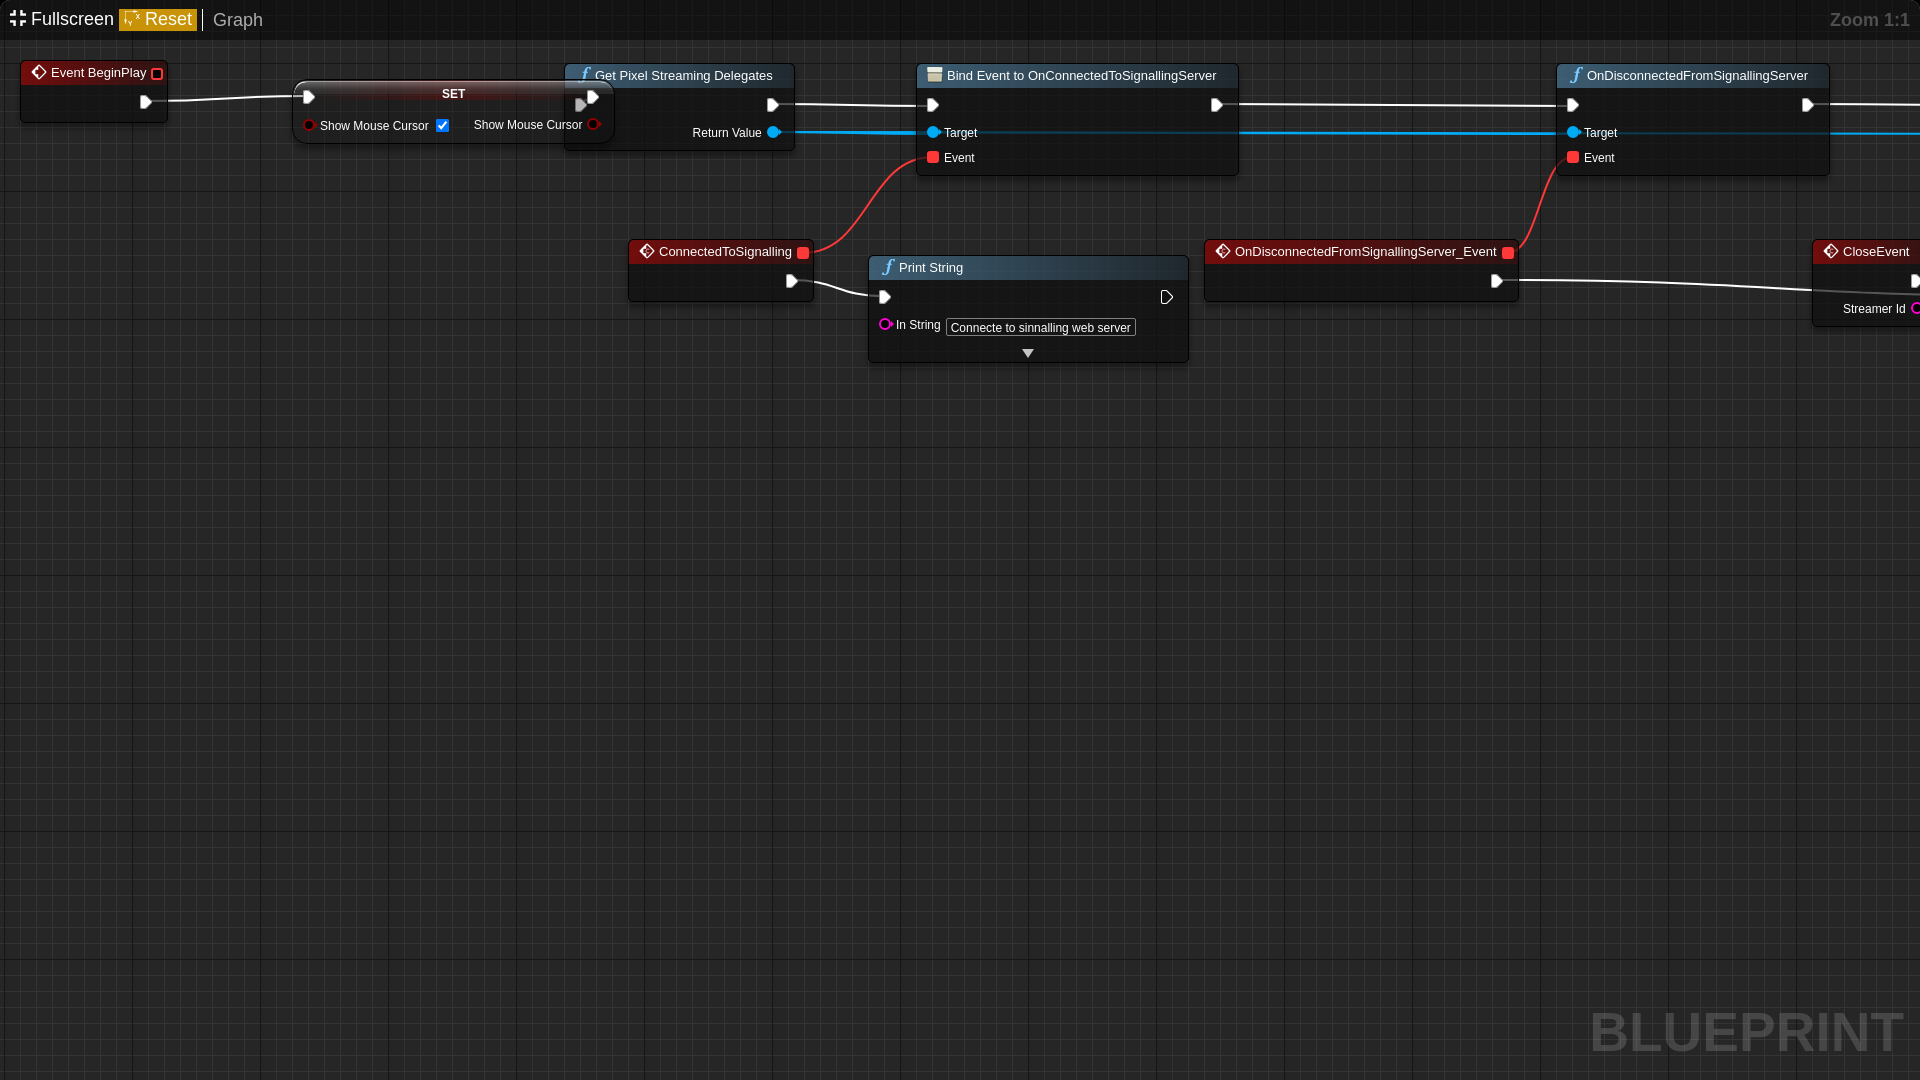 Fullscreen Reset Graph
Zoom 1:1
Event BeginPlay
SET
Show Mouse Cursor
Show Mouse Cursor
Get Pixel Streaming Delegates
Return Value
Bind Event to OnConnectedToSignallingServer
Target
Event
OnDisconnectedFromSignallingServer
Target
Event
ConnectedToSignalling
Print String
In String Connecte to sinnalling web server
OnDisconnectedFromSignallingServer_Event
CloseEvent
Streamer Id
BLUEPRINT